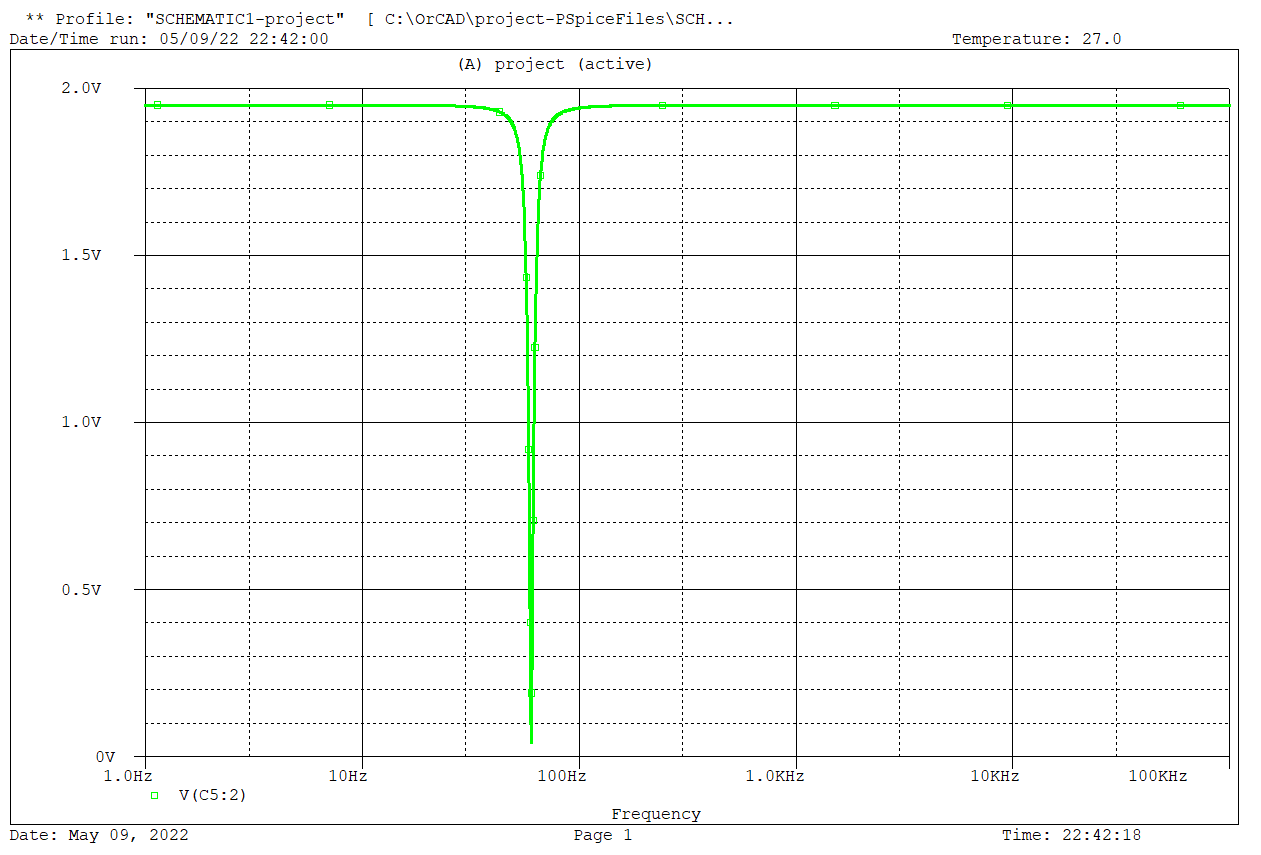 ** Profile: "SCHEMATIC1-project"  [ C:\OrCAD\project-PSpiceFiles\SCH...
Date/Time run: 05/09/22 22:42:00 Temperature: 27.0
(A) project (active)
2.0V
1.5V
1.0V
0.5V
0V
1.0Hz 10Hz 100Hz 1.0KHz 10KHz 100KHz
V(C5:2)
Frequency
Date: May 09, 2022 Page 1 Time: 22:42:18